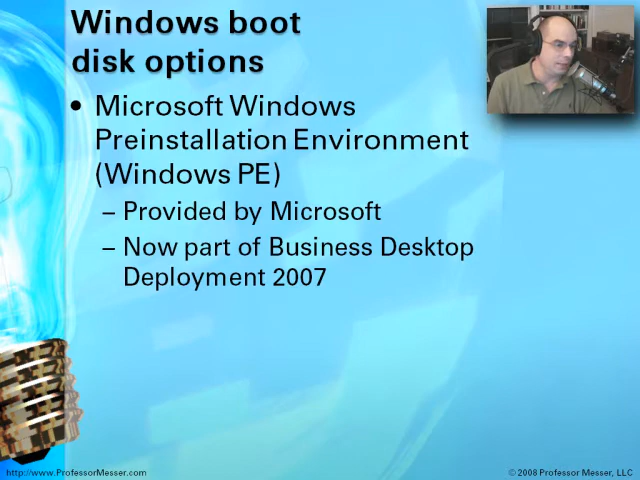 Windows boot
disk options
• Microsoft Windows
Preinstallation Environment
(Windows PE)
– Provided by Microsoft
– Now part of Business Desktop
Deployment 2007
http://www.ProfessorMesser.com
© 2008 Professor Messer, LLC